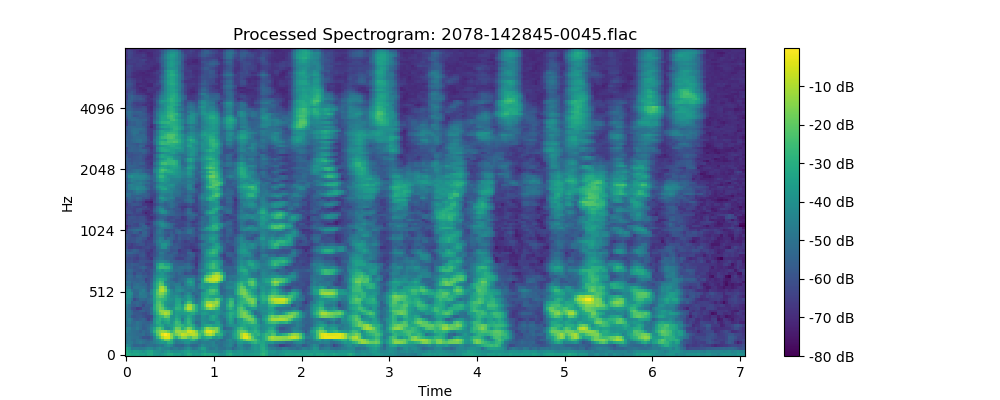 Processed Spectrogram: 2078-142845-0045.flac
Hz
4096
2048
1024
512
0
0 1 2 3 4 5 6 7
Time
-10 dB
-20 dB
-30 dB
-40 dB
-50 dB
-60 dB
-70 dB
-80 dB